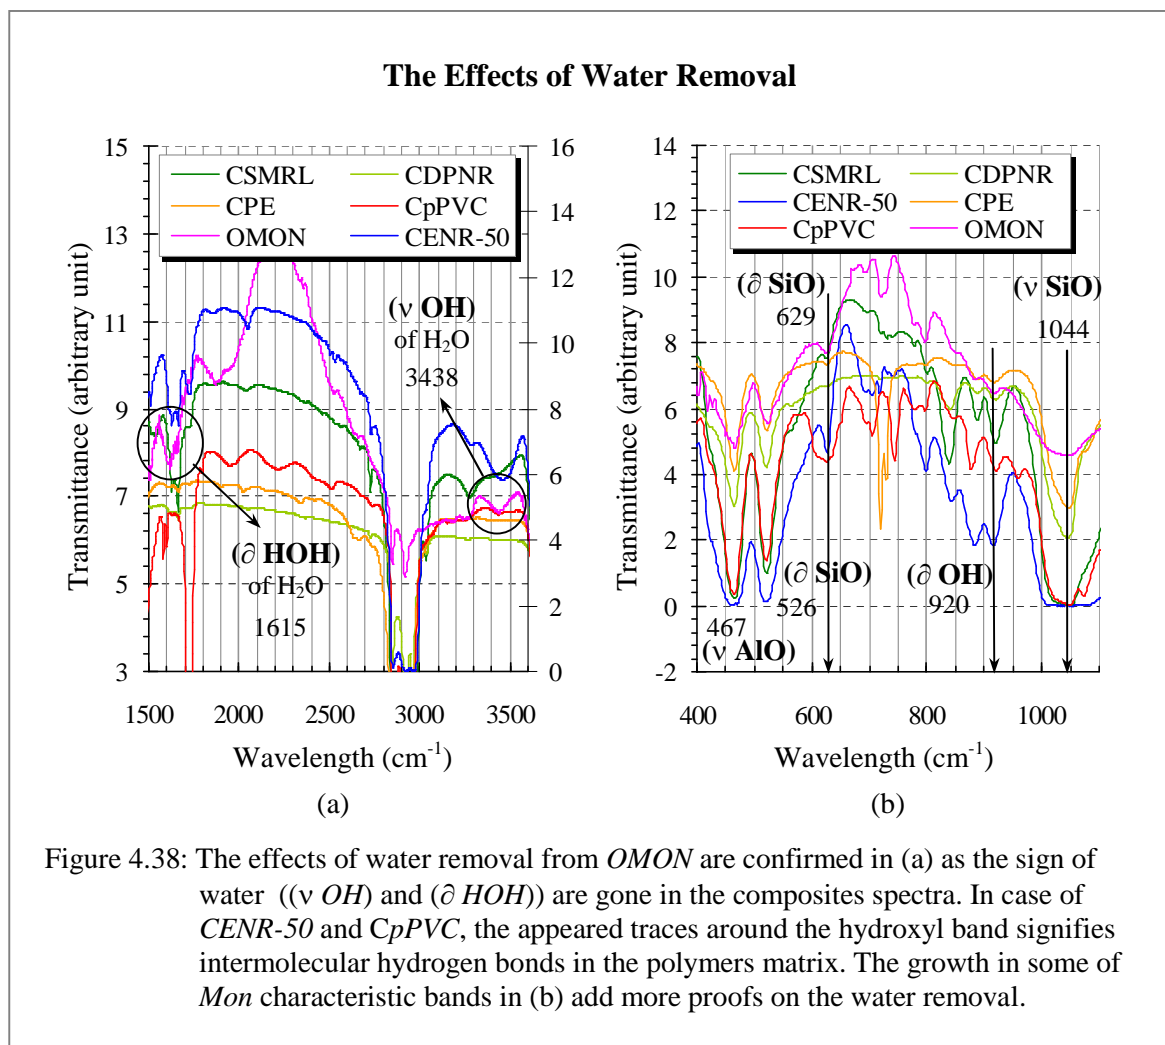 The Effects of Water Removal
15
13
11
9
7
5
3
16
14
12
10
8
6
4
2
0
CSMRL CDPNR
CPE CpPVC
OMON CENR-50
(ν OH)
of H₂O
3438
(∂ HOH)
of H₂O
1615
Transmittance (arbitrary unit)
1500 2000 2500 3000 3500
Wavelength (cm⁻¹)
(a)
14
12
10
8
6
4
2
0
-2
CSMRL CDPNR
CENR-50 CPE
CpPVC OMON
(∂ SiO)
629
(ν SiO)
1044
(∂ SiO)
526
(∂ OH)
920
467
(ν AlO)
Transmittance (arbitrary unit)
400 600 800 1000
Wavelength (cm⁻¹)
(b)
Figure 4.38: The effects of water removal from OMON are confirmed in (a) as the sign of
water ((ν OH) and (∂ HOH)) are gone in the composites spectra. In case of
CENR-50 and CpPVC, the appeared traces around the hydroxyl band signifies
intermolecular hydrogen bonds in the polymers matrix. The growth in some of
Mon characteristic bands in (b) add more proofs on the water removal.